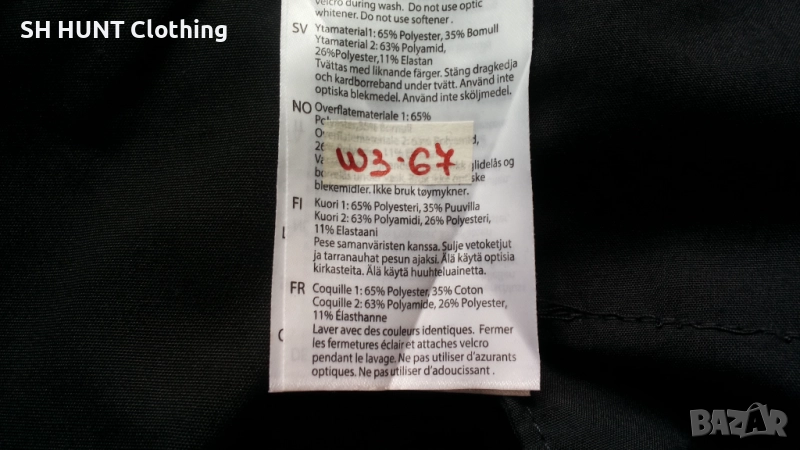 SH HUNT Clothing
velcro during wash. Do not use optic
whitener. Do not use softener.
SV Ytamaterial1: 65% Polyester, 35% Bomull
Ytamaterial 2: 63% Polyamid,
26%Polyester,11% Elastan
Tvättas med liknande färger. Stäng dragkedja
och kardborreband under tvätt. Använd inte
optiska blekmedel. Använd inte sköljmedel.
NO Overflatemateriale 1: 65%
W3.67
glidelås og
blekemidler. Ikke bruk tøymykner.
FI Kuori 1: 65% Polyesteri, 35% Puuvilla
Kuori 2: 63% Polyamidi, 26% Polyesteri,
11% Elastaani
Pese samanväristen kanssa. Sulje vetoketjut
ja tarranauhat pesun ajaksi. Älä käytä optisia
kirkasteita. Älä käytä huuhteluainetta.
FR Coquille 1: 65% Polyester, 35% Coton
Coquille 2: 63% Polyamide, 26% Polyester,
11% Élasthanne
Laver avec des couleurs identiques. Fermer
les fermetures éclair et attaches velcro
pendant le lavage. Ne pas utiliser d'azurants
optiques. Ne pas utiliser d'adoucissant .
BAZAR